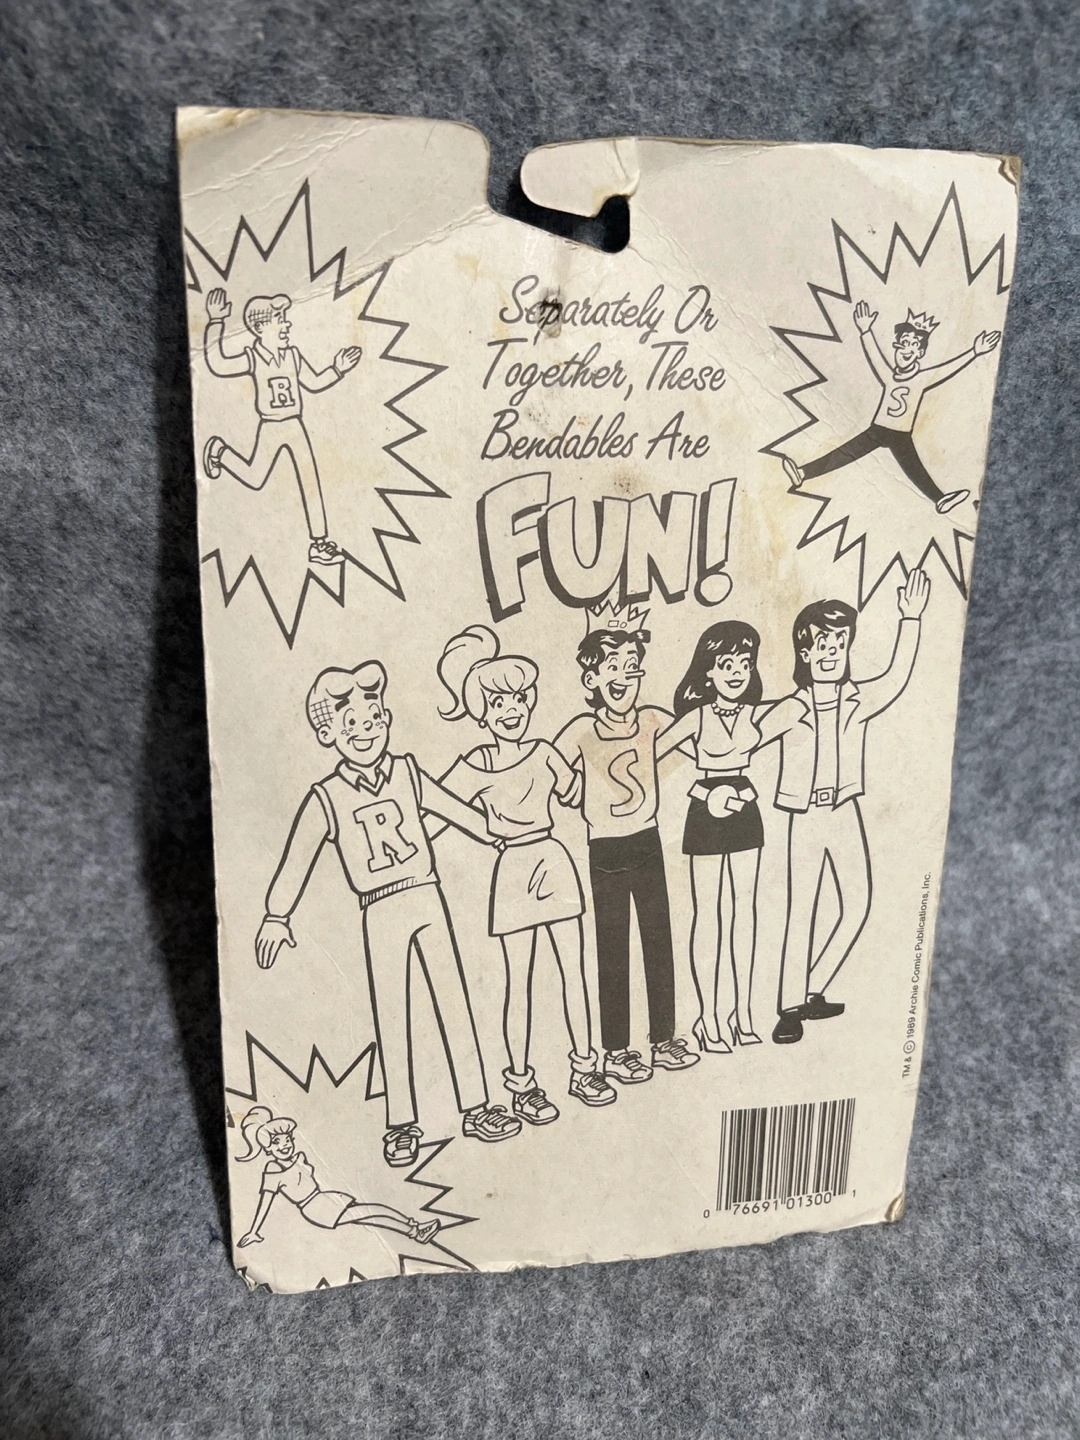 Separately Or
Together, These
Bendables Are
FUN!
R
S
R
S
TM & © 1989 Archie Comic Publications, Inc.
0 76691 01300 1